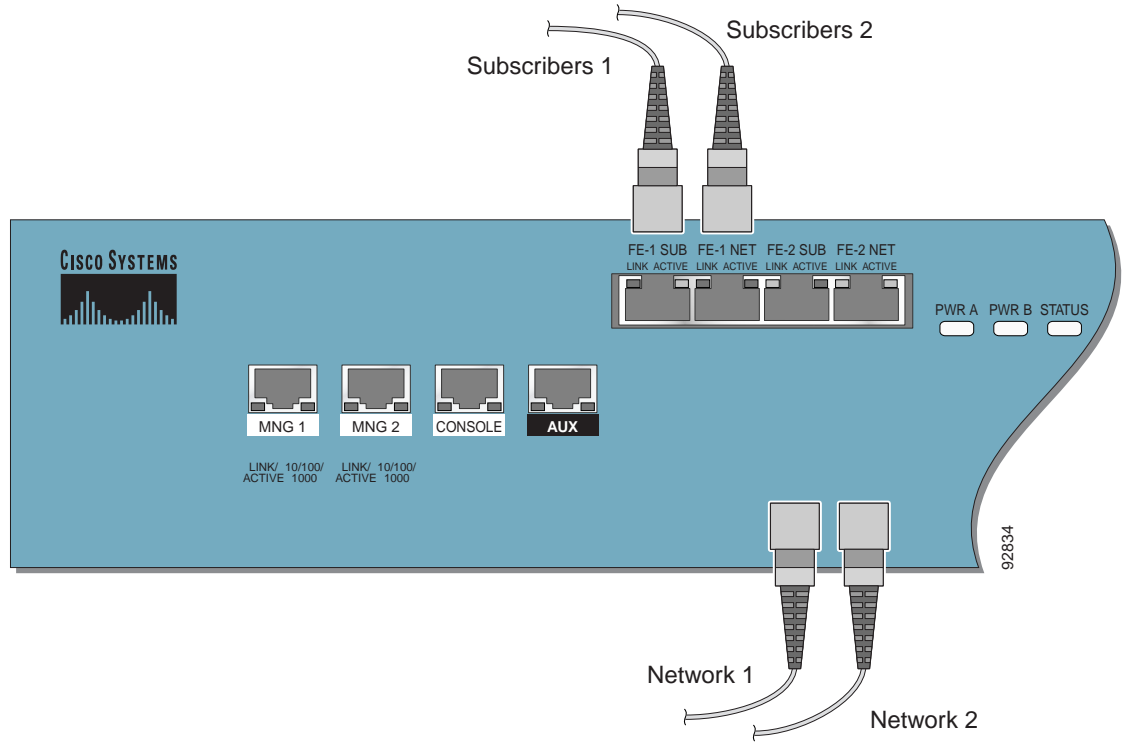 Subscribers 2
Subscribers 1
CISCO SYSTEMS
FE-1 SUB FE-1 NET FE-2 SUB FE-2 NET
LINK ACTIVE LINK ACTIVE LINK ACTIVE LINK ACTIVE
PWR A PWR B STATUS
MNG 1 MNG 2 CONSOLE AUX
LINK/ 10/100/ LINK/ 10/100/
ACTIVE 1000 ACTIVE 1000
92834
Network 1
Network 2